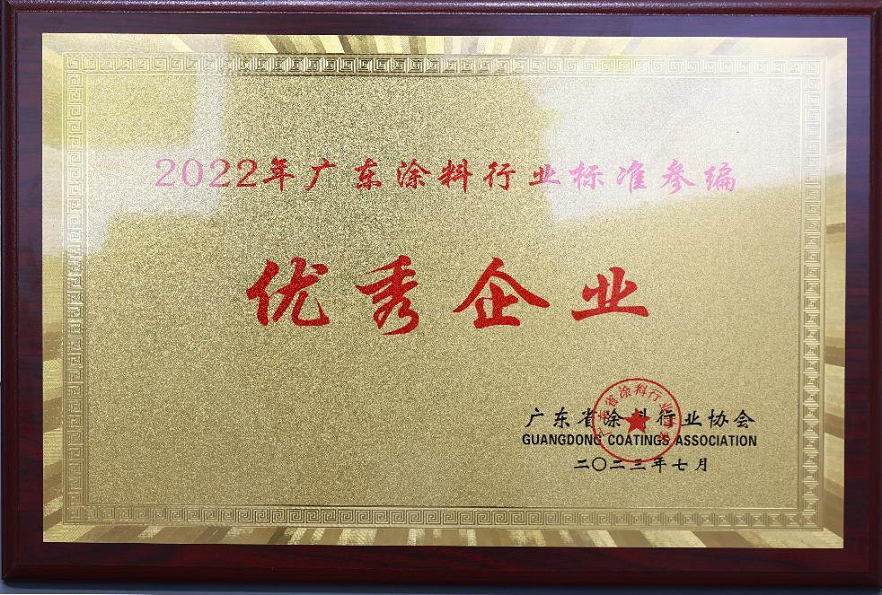 2022年广东涂料行业标准参编
优秀企业
广东省涂料行业协会
GUANGDONG COATINGS ASSOCIATION
二〇二三年七月